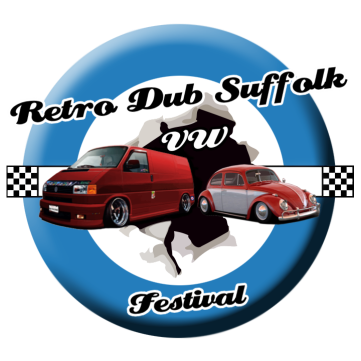 Retro Dub Suffolk
VW
Festival